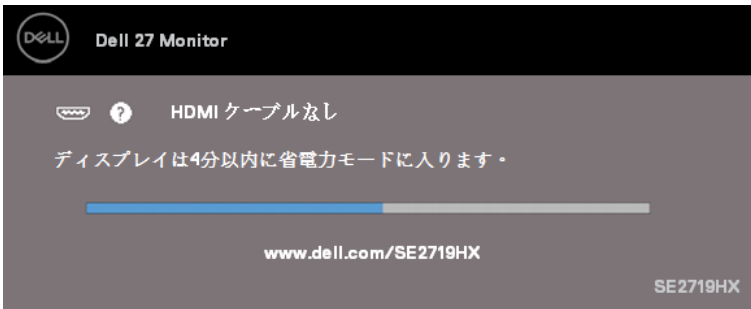 DELL
Dell 27 Monitor
? HDMI ケーブルなし
ディスプレイは4分以内に省電力モードに入ります。
www.dell.com/SE2719HX
SE2719HX